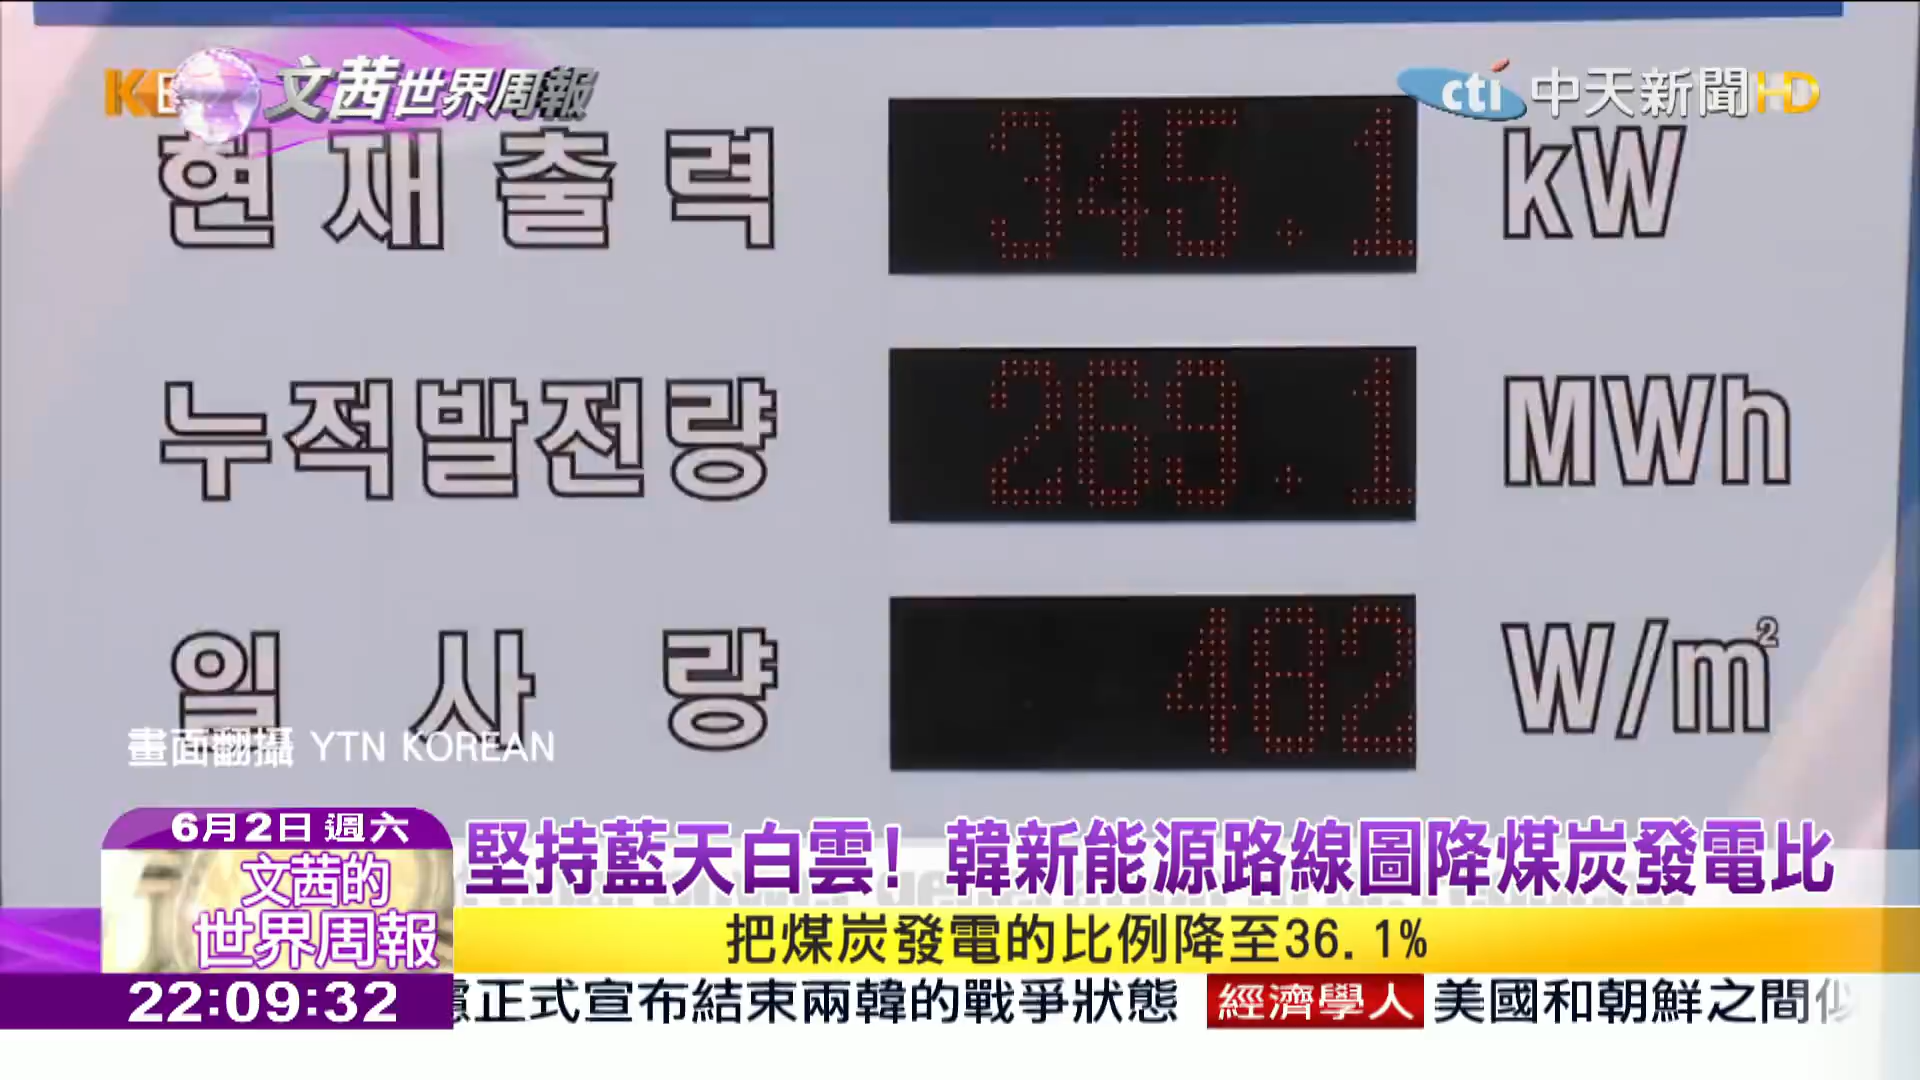 文茜世界周報
cti 中天新聞HD
현재출력 345.1 kW
누적발전량 269.1 MWh
일사량 482 W/m²
畫面翻攝 YTN KOREAN
6月2日 週六
文茜的
世界周報
堅持藍天白雲! 韓新能源路線圖降煤炭發電比
把煤炭發電的比例降至36.1%
22:09:32
慮正式宣布結束兩韓的戰爭狀態 經濟學人 美國和朝鮮之間似